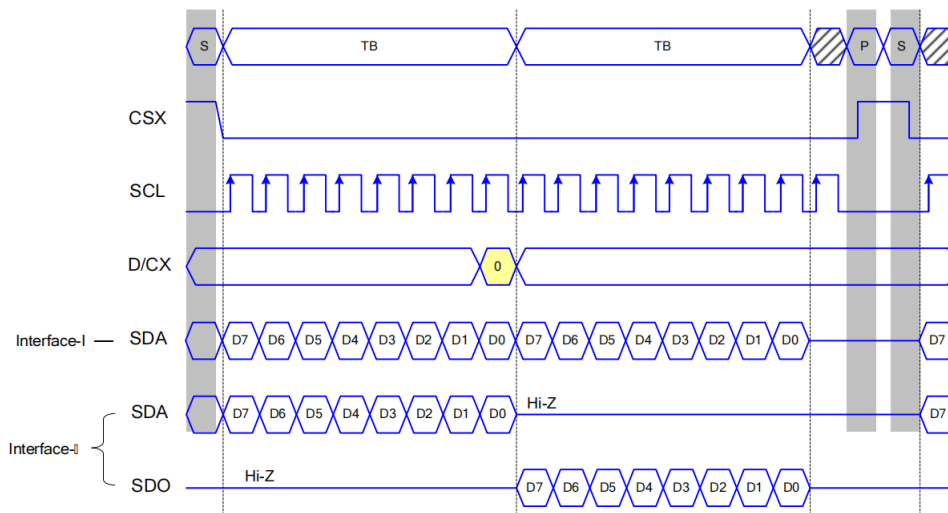 S TB TB P S
CSX
SCL
D/CX 0
Interface-I SDA D7 D6 D5 D4 D3 D2 D1 D0 D7 D6 D5 D4 D3 D2 D1 D0 D7
SDA D7 D6 D5 D4 D3 D2 D1 D0 Hi-Z D7
Interface-
SDO Hi-Z D7 D6 D5 D4 D3 D2 D1 D0